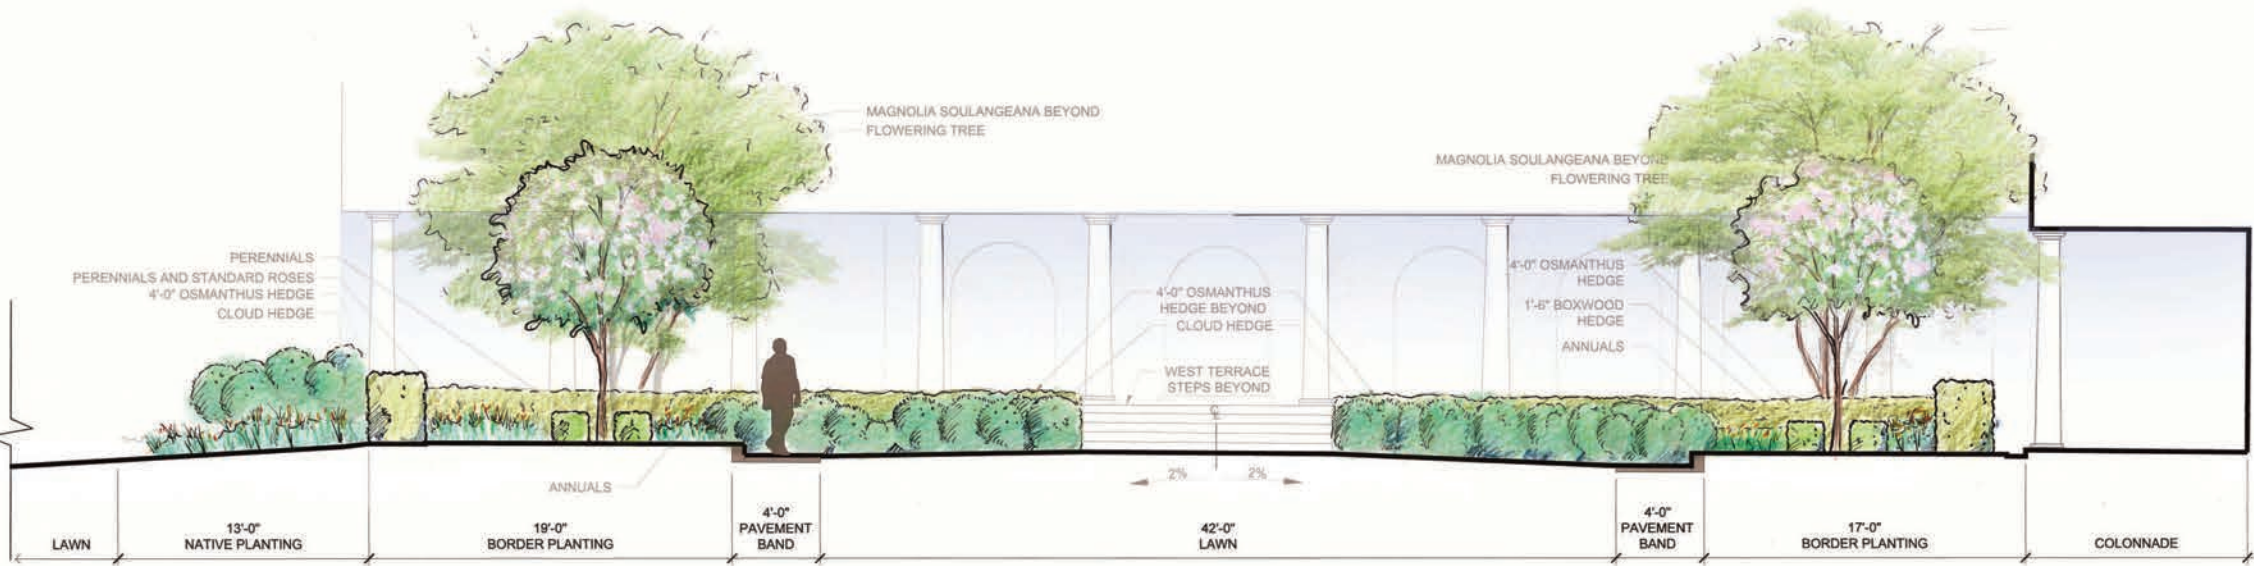 MAGNOLIA SOULANGEANA BEYOND
FLOWERING TREE
MAGNOLIA SOULANGEANA BEYOND
FLOWERING TREE
PERENNIALS
PERENNIALS AND STANDARD ROSES
4'-0" OSMANTHUS HEDGE
CLOUD HEDGE
4'-0" OSMANTHUS
HEDGE BEYOND
CLOUD HEDGE
WEST TERRACE
STEPS BEYOND
4'-0" OSMANTHUS
HEDGE
1'-6" BOXWOOD
HEDGE
ANNUALS
ANNUALS
2% 2%
LAWN
13'-0"
NATIVE PLANTING
19'-0"
BORDER PLANTING
4'-0"
PAVEMENT
BAND
42'-0"
LAWN
4'-0"
PAVEMENT
BAND
17'-0"
BORDER PLANTING
COLONNADE